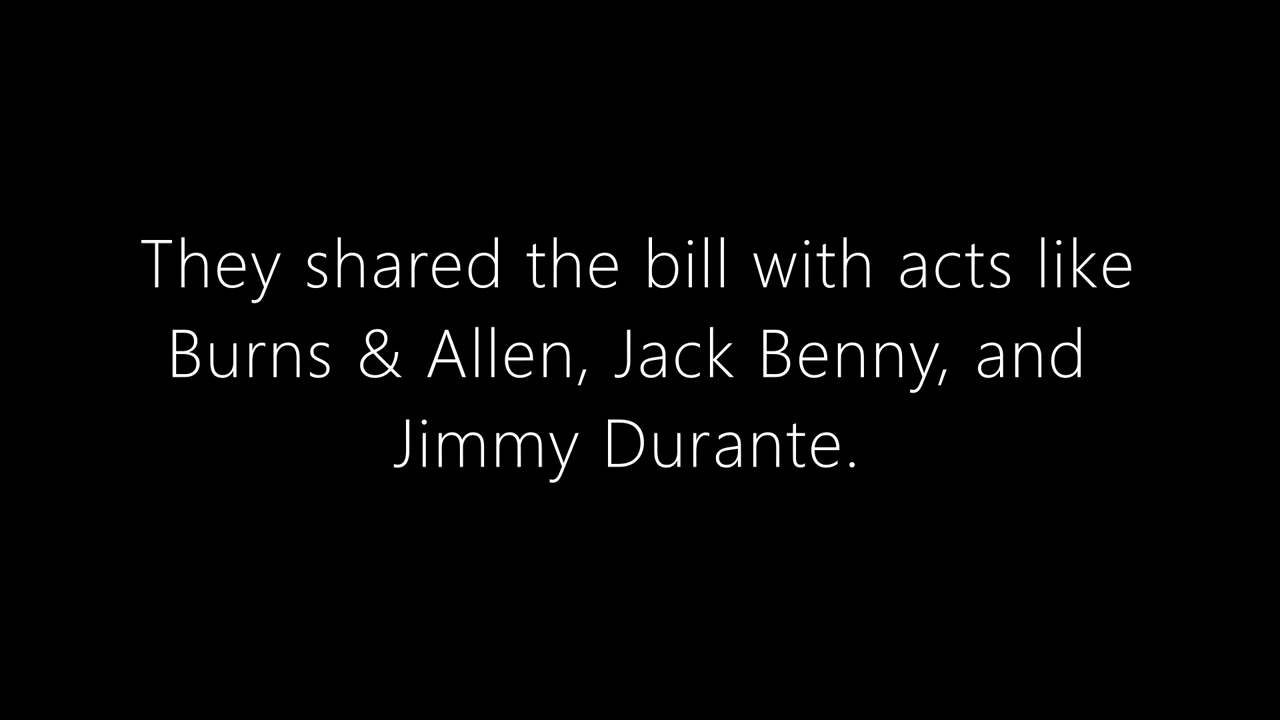 They shared the bill with acts like
Burns & Allen, Jack Benny, and
Jimmy Durante.